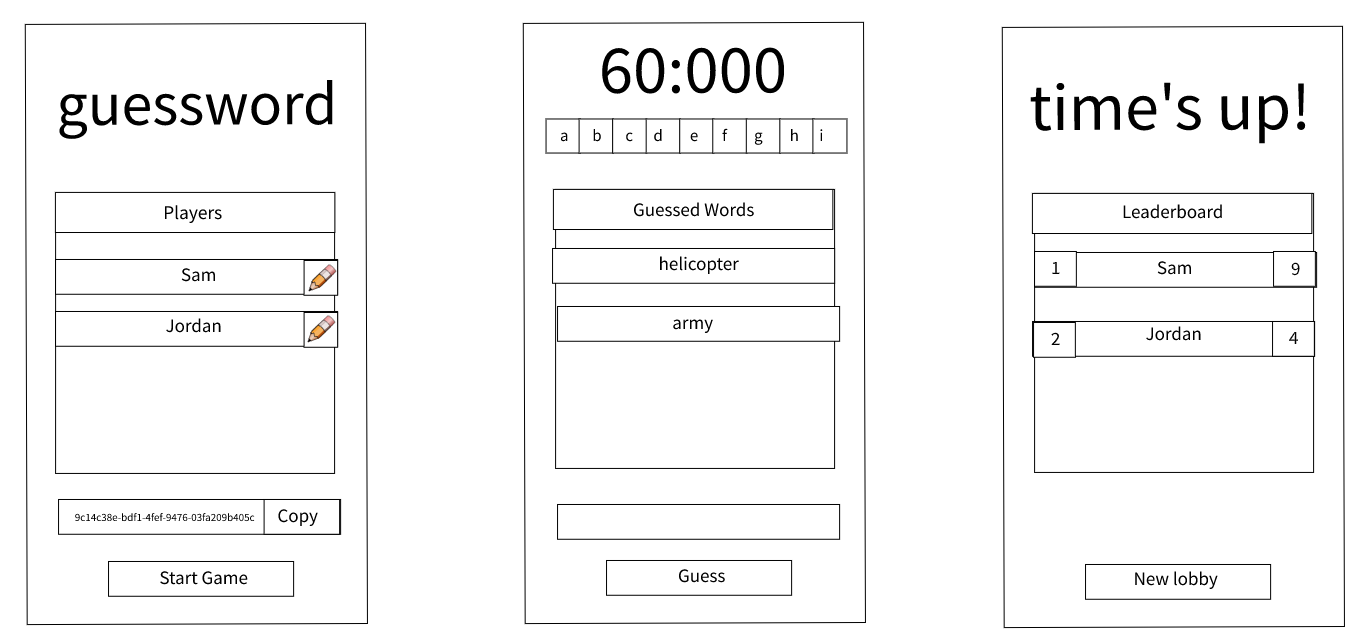 guessword
Players
Sam
Jordan
9c14c38e-bdf1-4fef-9476-03fa209b405c
Copy
Start Game
60:000
a b c d e f g h i
Guessed Words
helicopter
army
Guess
time's up!
Leaderboard
1 Sam 9
2 Jordan 4
New lobby